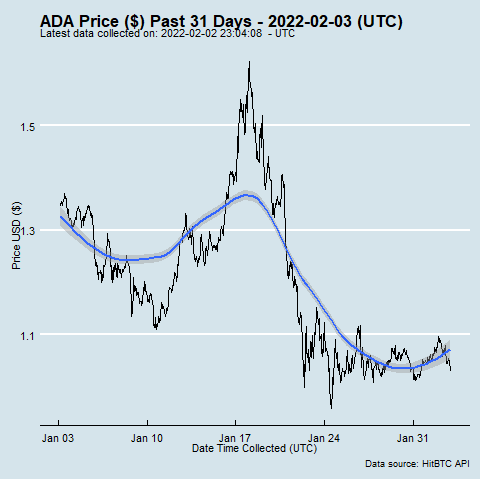 ADA Price ($) Past 31 Days - 2022-02-03 (UTC)
Latest data collected on: 2022-02-02 23:04:08 - UTC
Price USD ($)
1.5
1.3
1.1
Jan 03 Jan 10 Jan 17 Jan 24 Jan 31
Date Time Collected (UTC)
Data source: HitBTC API